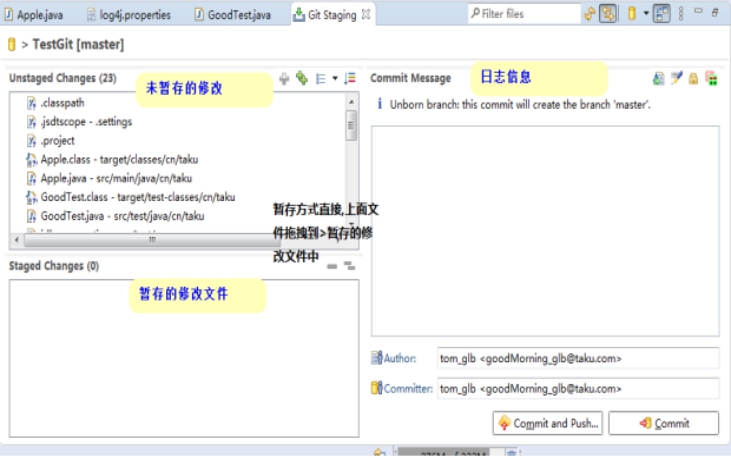 Apple.java log4j.properties GoodTest.java Git Staging Filter files
> TestGit [master]
Unstaged Changes (23)
未暂存的修改
.classpath
.jsdtscope - .settings
.project
Apple.class - target/classes/cn/taku
Apple.java - src/main/java/cn/taku
GoodTest.class - target/test-classes/cn/taku
GoodTest.java - src/test/java/cn/taku
暂存方式直接,上面文
件拖拽到>暂存的修
改文件中
Staged Changes (0)
暂存的修改文件
Commit Message
日志信息
Unborn branch: this commit will create the branch 'master'.
Author: tom_glb <goodMorning_glb@taku.com>
Committer: tom_glb <goodMorning_glb@taku.com>
Commit and Push... Commit